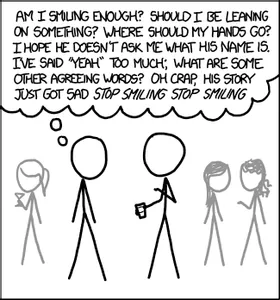 AM I SMILING ENOUGH? SHOULD I BE LEANING
ON SOMETHING? WHERE SHOULD MY HANDS GO?
I HOPE HE DOESN'T ASK ME WHAT HIS NAME IS.
I'VE SAID "YEAH" TOO MUCH; WHAT ARE SOME
OTHER AGREEING WORDS? OH CRAP, HIS STORY
JUST GOT SAD STOP SMILING STOP SMILING